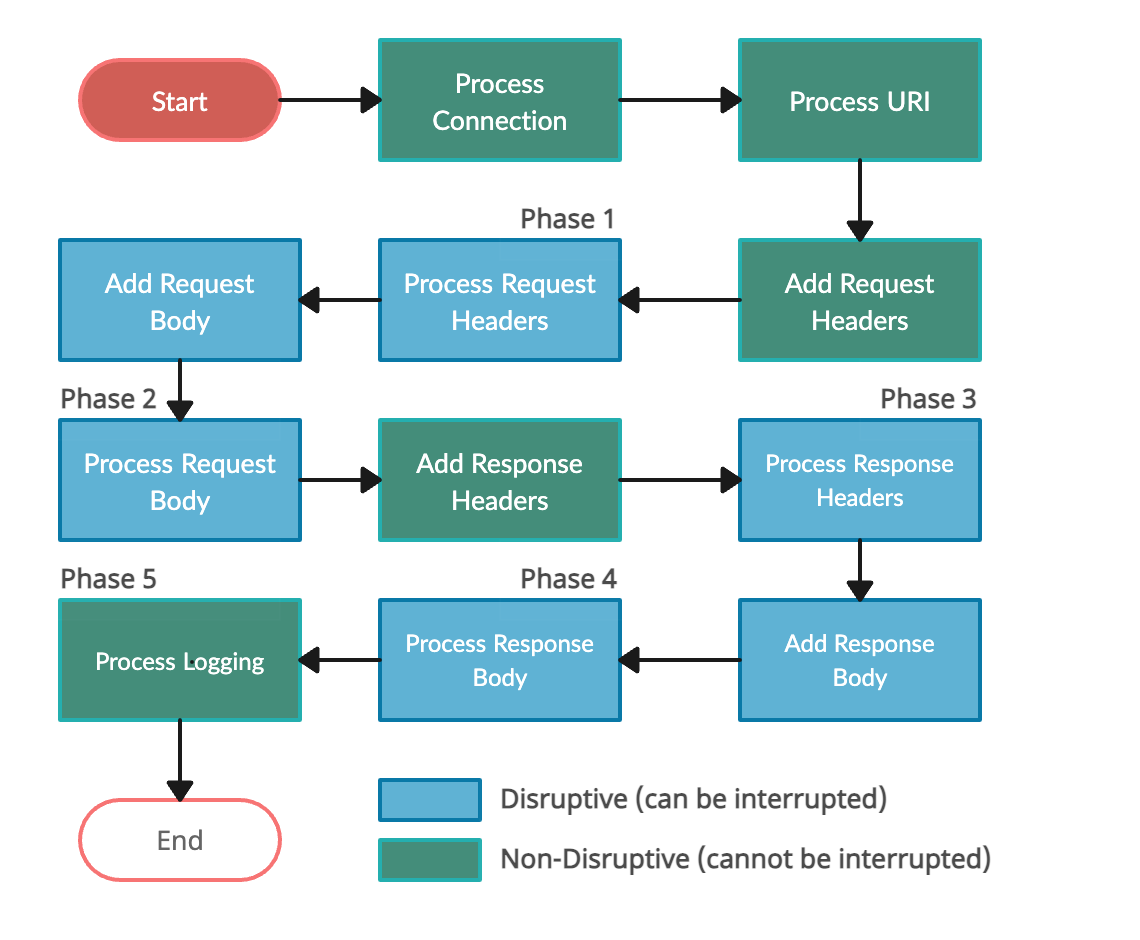 Start
Process
Connection
Process URI
Phase 1
Add Request
Body
Process Request
Headers
Add Request
Headers
Phase 2
Phase 3
Process Request
Body
Add Response
Headers
Process Response
Headers
Phase 5
Phase 4
Process Logging
Process Response
Body
Add Response
Body
Disruptive (can be interrupted)
End
Non-Disruptive (cannot be interrupted)